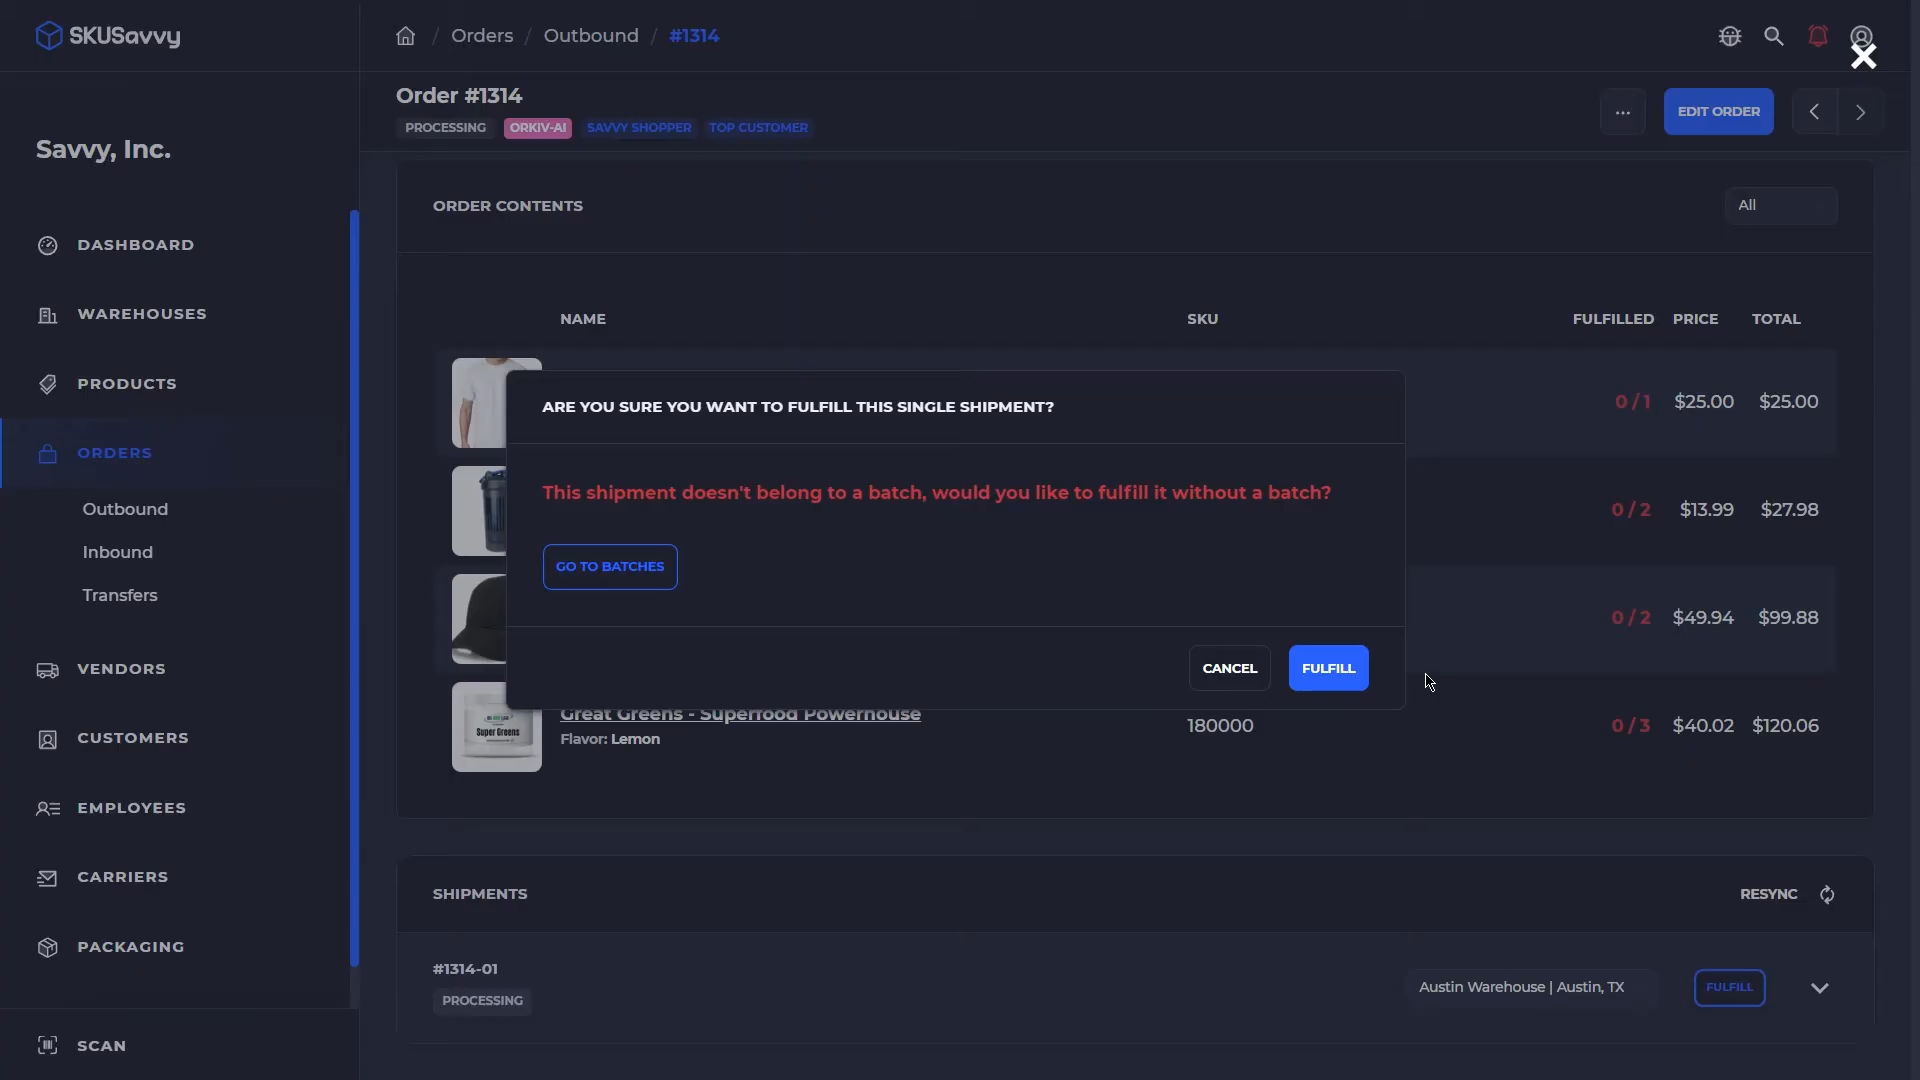 SKUSavvy
Orders / Outbound / #1314
Order #1314
PROCESSING ORKIV-AI SAVVY SHOPPER TOP CUSTOMER
...
EDIT ORDER
Savvy, Inc.
DASHBOARD
WAREHOUSES
PRODUCTS
ORDERS
Outbound
Inbound
Transfers
VENDORS
CUSTOMERS
EMPLOYEES
CARRIERS
PACKAGING
SCAN
ORDER CONTENTS
All
NAME SKU FULFILLED PRICE TOTAL
0 / 1 $25.00 $25.00
0 / 2 $13.99 $27.98
0 / 2 $49.94 $99.88
Great Greens - Superfood Powerhouse
Flavor: Lemon
180000
0 / 3 $40.02 $120.06
Super Greens
ARE YOU SURE YOU WANT TO FULFILL THIS SINGLE SHIPMENT?
This shipment doesn't belong to a batch, would you like to fulfill it without a batch?
GO TO BATCHES
CANCEL
FULFILL
SHIPMENTS
RESYNC
#1314-01
PROCESSING
Austin Warehouse | Austin, TX
FULFILL